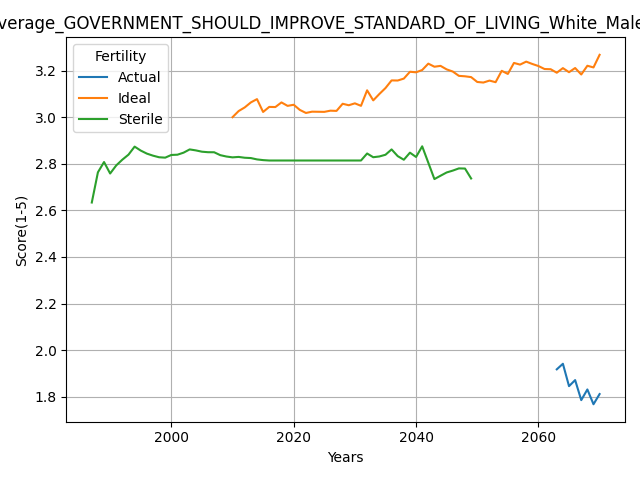 verage_GOVERNMENT_SHOULD_IMPROVE_STANDARD_OF_LIVING_White_Male
Fertility
Actual
Ideal
Sterile
3.2
3.0
2.8
2.6
2.4
2.2
2.0
1.8
Score(1-5)
2000
2020
2040
2060
Years